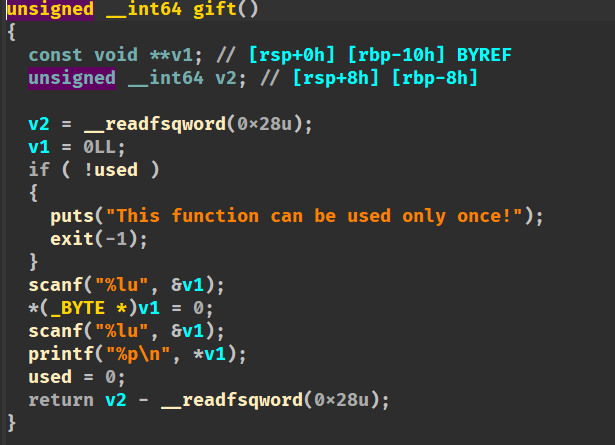 unsigned __int64 gift()
{
  const void **v1; // [rsp+0h] [rbp-10h] BYREF
  unsigned __int64 v2; // [rsp+8h] [rbp-8h]

  v2 = __readfsqword(0x28u);
  v1 = 0LL;
  if ( !used )
  {
    puts("This function can be used only once!");
    exit(-1);
  }
  scanf("%lu", &v1);
  *(_BYTE *)v1 = 0;
  scanf("%lu", &v1);
  printf("%p\n", *v1);
  used = 0;
  return v2 - __readfsqword(0x28u);
}